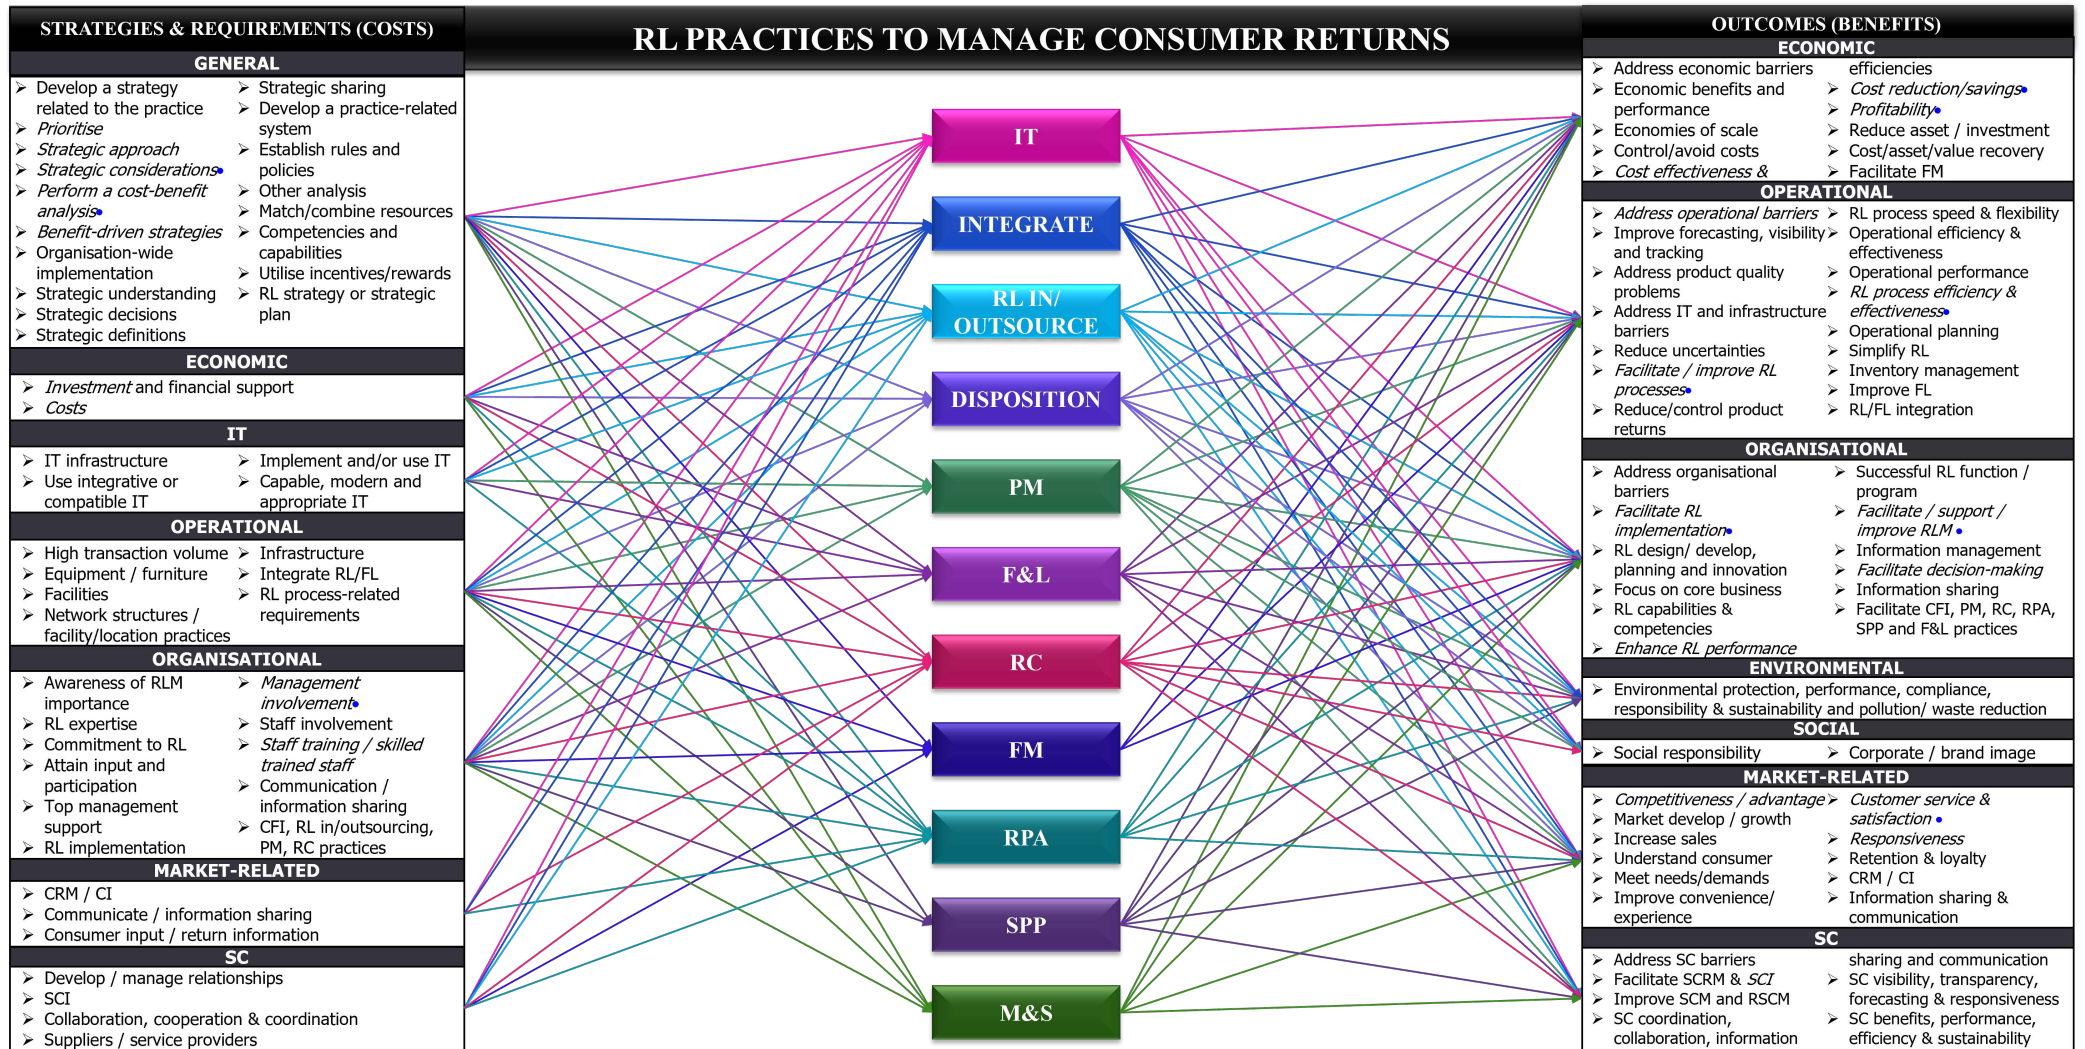 STRATEGIES & REQUIREMENTS (COSTS)
GENERAL
Develop a strategy
related to the practice
Prioritise
Strategic approach
Strategic considerations•
Perform a cost-benefit
analysis•
Benefit-driven strategies
Organisation-wide
implementation
Strategic understanding
Strategic decisions
Strategic definitions
Strategic sharing
Develop a practice-related
system
Establish rules and
policies
Other analysis
Match/combine resources
Competencies and
capabilities
Utilise incentives/rewards
RL strategy or strategic
plan
ECONOMIC
Investment and financial support
Costs
IT
IT infrastructure
Use integrative or
compatible IT
Implement and/or use IT
Capable, modern and
appropriate IT
OPERATIONAL
High transaction volume
Equipment / furniture
Facilities
Network structures /
facility/location practices
Infrastructure
Integrate RL/FL
RL process-related
requirements
ORGANISATIONAL
Awareness of RLM
importance
RL expertise
Commitment to RL
Attain input and
participation
Top management
support
RL implementation
Management
involvement•
Staff involvement
Staff training / skilled
trained staff
Communication /
information sharing
CFI, RL in/outsourcing,
PM, RC practices
MARKET-RELATED
CRM / CI
Communicate / information sharing
Consumer input / return information
SC
Develop / manage relationships
SCI
Collaboration, cooperation & coordination
Suppliers / service providers
RL PRACTICES TO MANAGE CONSUMER RETURNS
IT
INTEGRATE
RL IN/
OUTSOURCE
DISPOSITION
PM
F&L
RC
FM
RPA
SPP
M&S
OUTCOMES (BENEFITS)
ECONOMIC
Address economic barriers
Economic benefits and
performance
Economies of scale
Control/avoid costs
Cost effectiveness &
efficiencies
Cost reduction/savings•
Profitability•
Reduce asset / investment
Cost/asset/value recovery
Facilitate FM
OPERATIONAL
Address operational barriers
Improve forecasting, visibility
and tracking
Address product quality
problems
Address IT and infrastructure
barriers
Reduce uncertainties
Facilitate / improve RL
processes•
Reduce/control product
returns
RL process speed & flexibility
Operational efficiency &
effectiveness
Operational performance
RL process efficiency &
effectiveness•
Operational planning
Simplify RL
Inventory management
Improve FL
RL/FL integration
ORGANISATIONAL
Address organisational
barriers
Facilitate RL
implementation•
RL design/ develop,
planning and innovation
Focus on core business
RL capabilities &
competencies
Enhance RL performance
Successful RL function /
program
Facilitate / support /
improve RLM •
Information management
Facilitate decision-making
Information sharing
Facilitate CFI, PM, RC, RPA,
SPP and F&L practices
ENVIRONMENTAL
Environmental protection, performance, compliance,
responsibility & sustainability and pollution/ waste reduction
SOCIAL
Social responsibility
Corporate / brand image
MARKET-RELATED
Competitiveness / advantage
Market develop / growth
Increase sales
Understand consumer
Meet needs/demands
Improve convenience/
experience
Customer service &
satisfaction •
Responsiveness
Retention & loyalty
CRM / CI
Information sharing &
communication
SC
Address SC barriers
Facilitate SCRM & SCI
Improve SCM and RSCM
SC coordination,
collaboration, information
sharing and communication
SC visibility, transparency,
forecasting & responsiveness
SC benefits, performance,
efficiency & sustainability